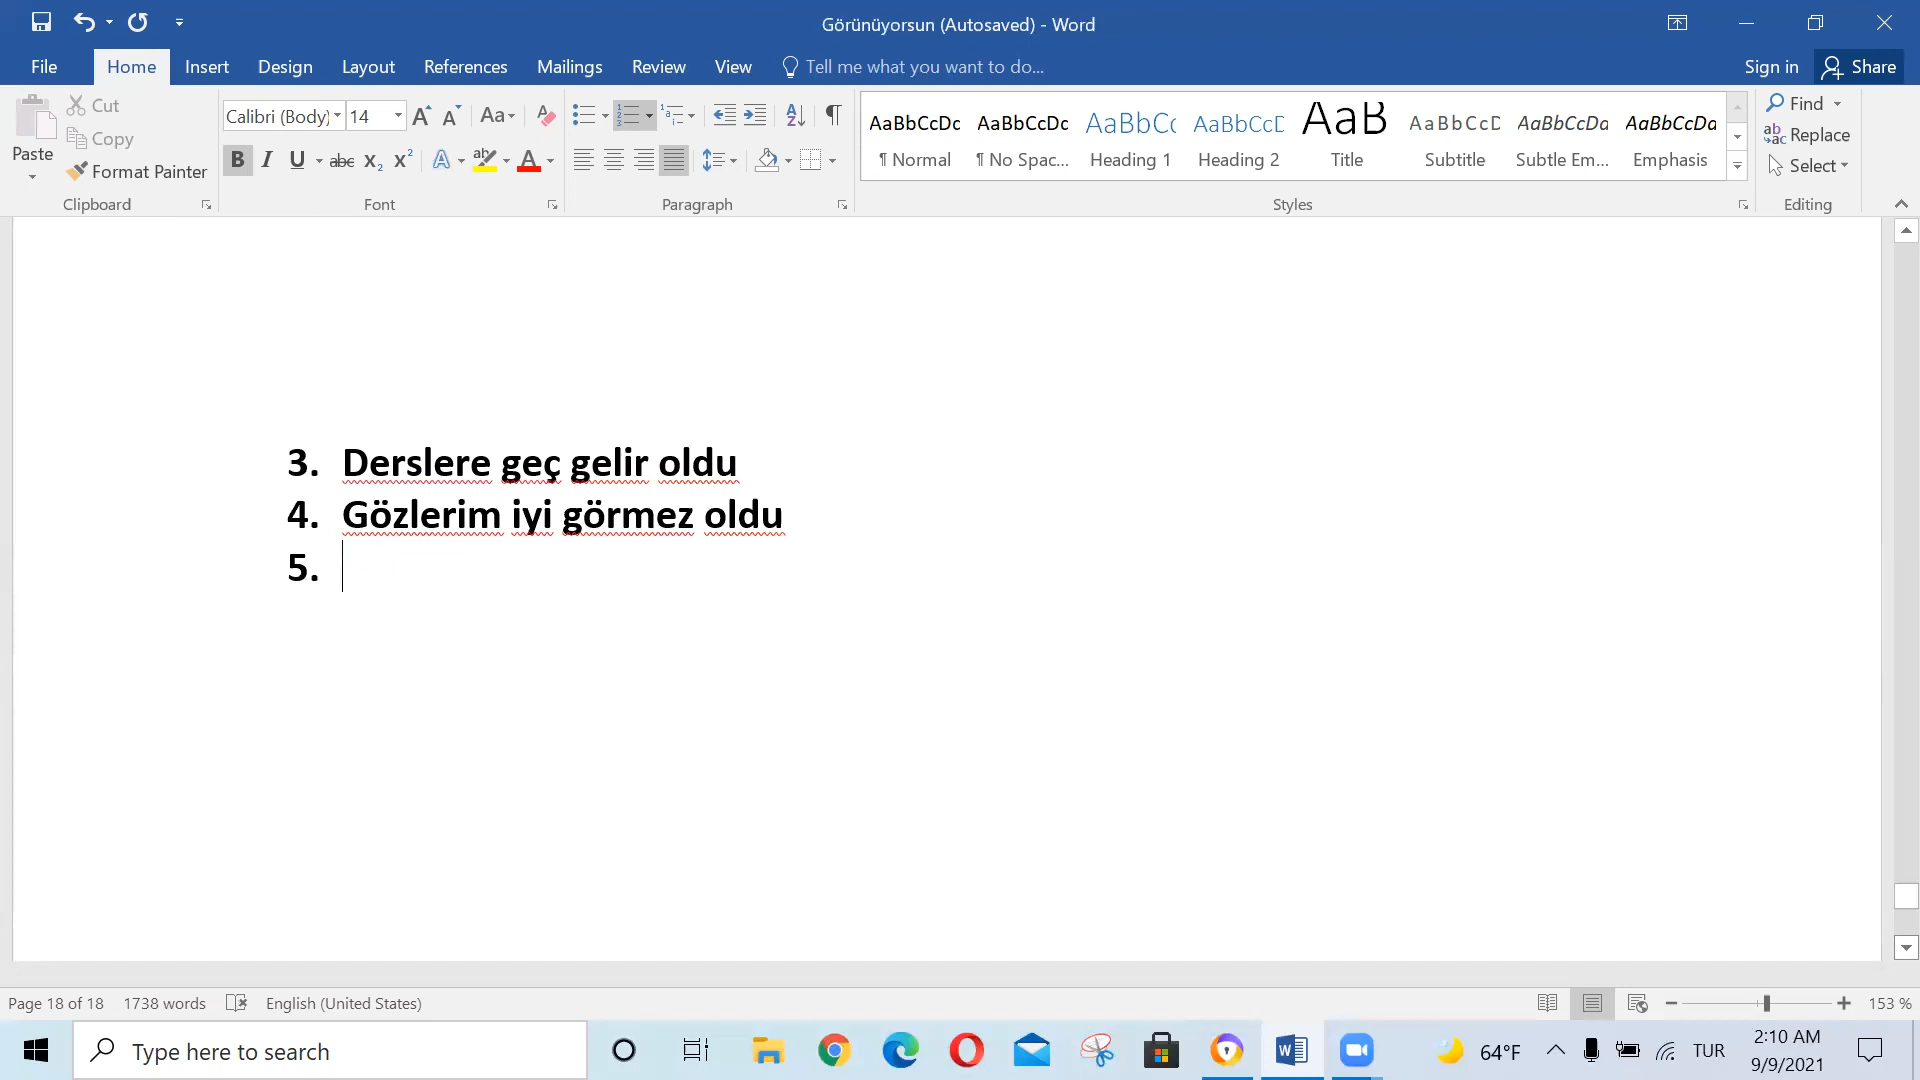 Görünüyorsun (Autosaved) - Word
File Home Insert Design Layout References Mailings Review View Tell me what you want to do... Sign in Share
Paste Cut Copy Format Painter Clipboard
Calibri (Body) 14 Aa Font
Paragraph
AaBbCcDc AaBbCcDc AaBbCc AaBbCcD AaB AaBbCcD AaBbCcDd AaBbCcDd
¶ Normal ¶ No Spac... Heading 1 Heading 2 Title Subtitle Subtle Em... Emphasis
Styles
Find Replace Select Editing
3. Derslere geç gelir oldu
4. Gözlerim iyi görmez oldu
5.
Page 18 of 18 1738 words English (United States) 153 %
Type here to search 64°F TUR 2:10 AM
9/9/2021